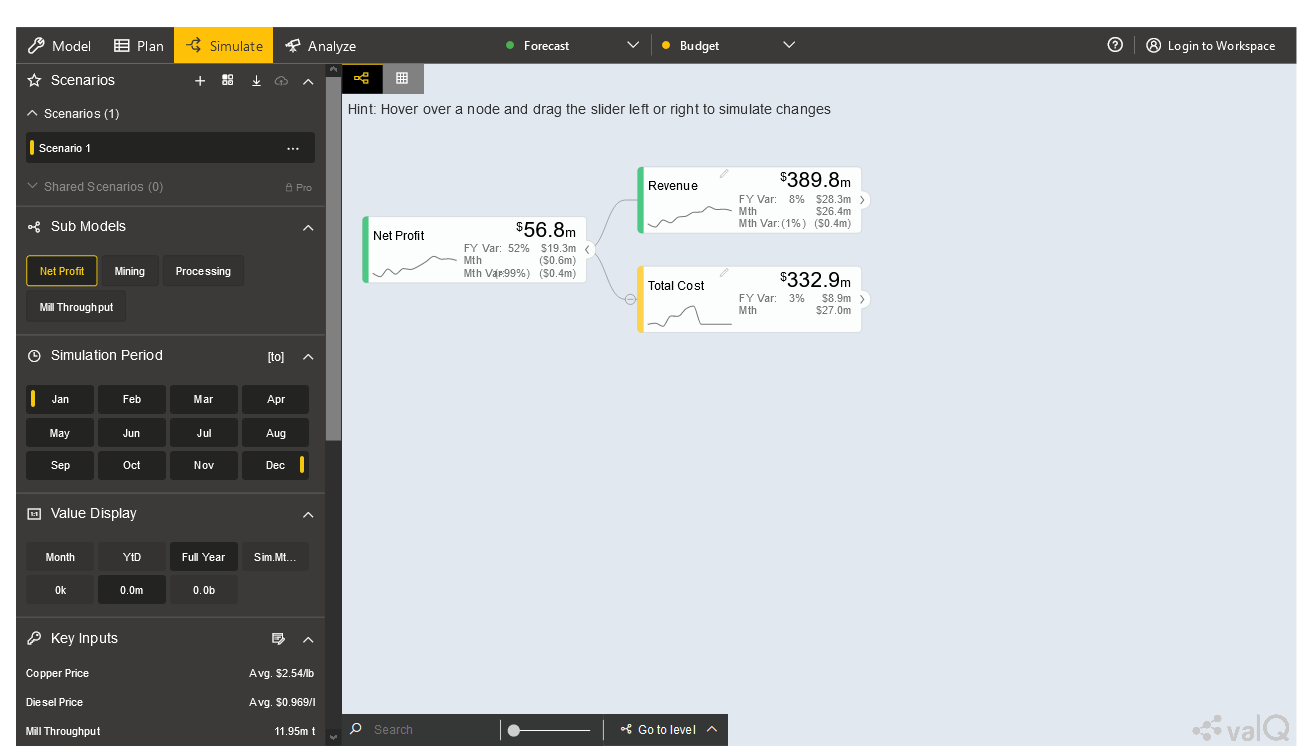 Model Plan Simulate Analyze Forecast Budget Login to Workspace
Scenarios
Scenarios (1)
Scenario 1 ...
Shared Scenarios (0) Pro
Sub Models
Net Profit Mining Processing
Mill Throughput
Simulation Period [to]
Jan Feb Mar Apr
May Jun Jul Aug
Sep Oct Nov Dec
Value Display
Month YtD Full Year Sim.Mt...
0k 0.0m 0.0b
Key Inputs
Copper Price Avg. $2.54/lb
Diesel Price Avg. $0.969/l
Mill Throughput 11.95m t
Hint: Hover over a node and drag the slider left or right to simulate changes
Net Profit $56.8m
FY Var: 52% $19.3m
Mth ($0.6m)
Mth Var: 99%) ($0.4m)
Revenue $389.8m
FY Var: 8% $28.3m
Mth $26.4m
Mth Var: (1%) ($0.4m)
Total Cost $332.9m
FY Var: 3% $8.9m
Mth $27.0m
Search Go to level
valQ